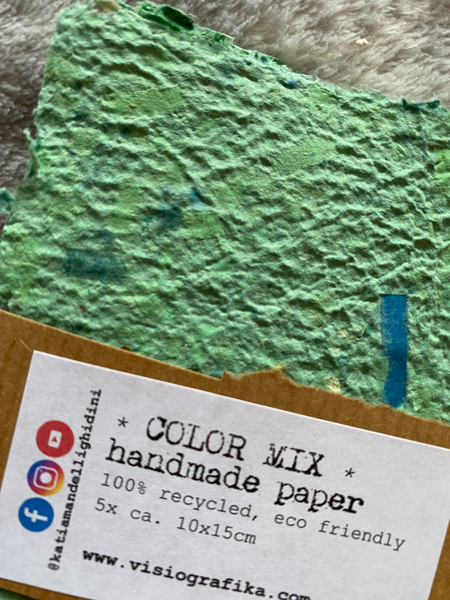 * COLOR MIX *
handmade paper
100% recycled, eco friendly
5x ca. 10x15cm
www.visiografika.com
@katiamandellighidini